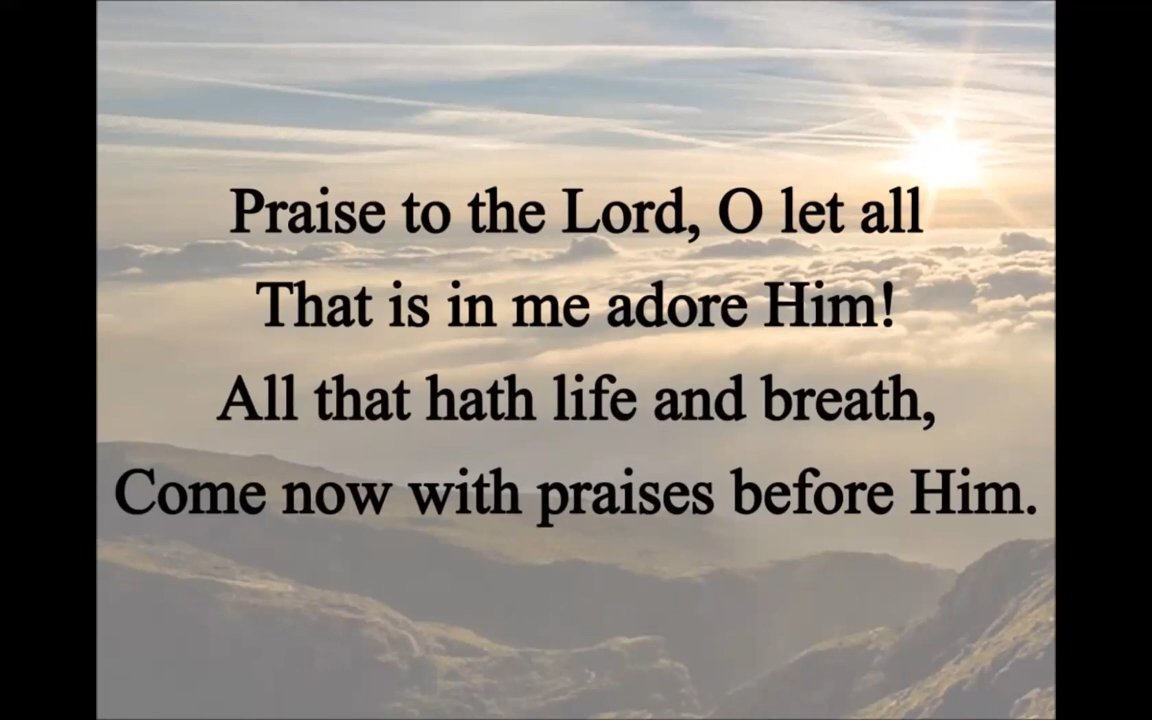 Praise to the Lord, O let all
That is in me adore Him!
All that hath life and breath,
Come now with praises before Him.